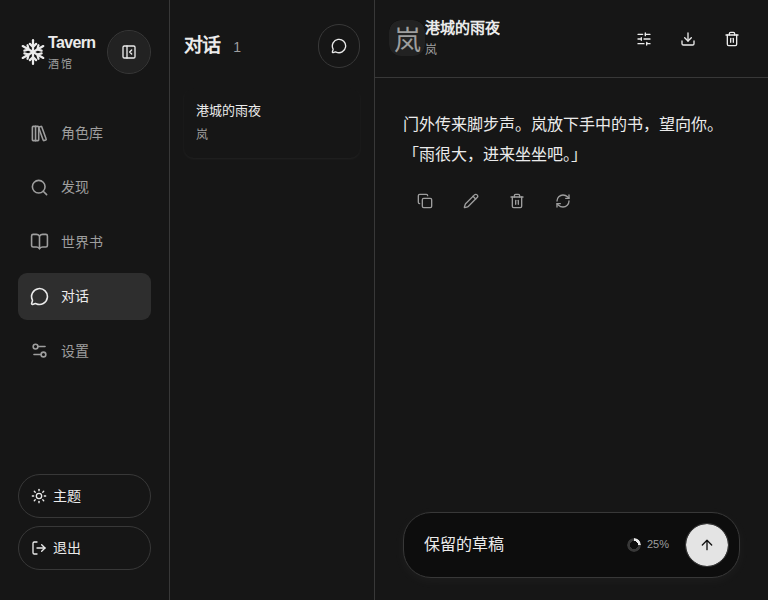 Tavern
酒馆
角色库
发现
世界书
对话
设置
主题
退出
对话 1
港城的雨夜
岚
岚
港城的雨夜
岚
门外传来脚步声。岚放下手中的书，望向你。
「雨很大，进来坐坐吧。」
保留的草稿
25%